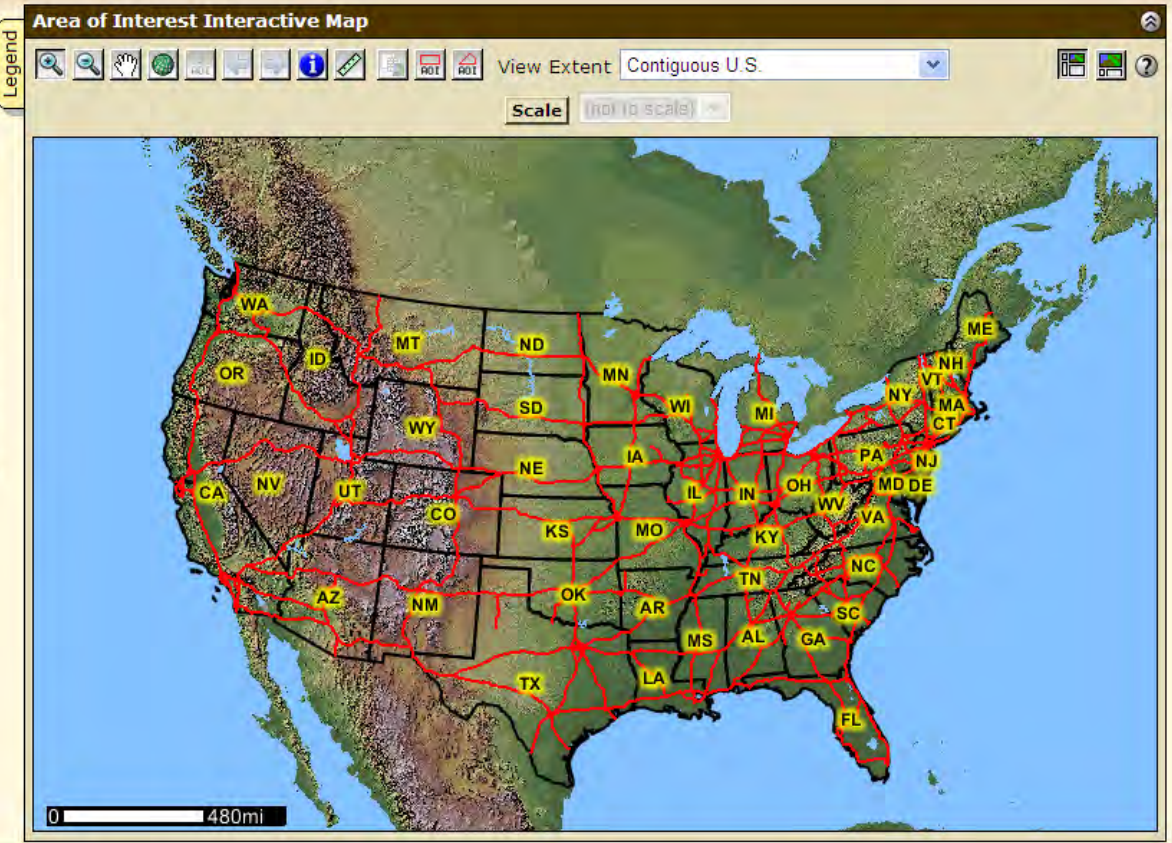 Legend
Area of Interest Interactive Map
AOI AOI AOI View Extent Contiguous U.S.
Scale (not to scale)
WA
MT ND ME
ID MN NH
OR VT
NY
SD WI MI MA
WY CT
IA PA
NE NJ
NV UT IL IN OH MD DE
CA WV
CO VA
KS MO KY
NC
TN
AZ NM OK AR SC
MS AL GA
TX LA
FL
0 480mi